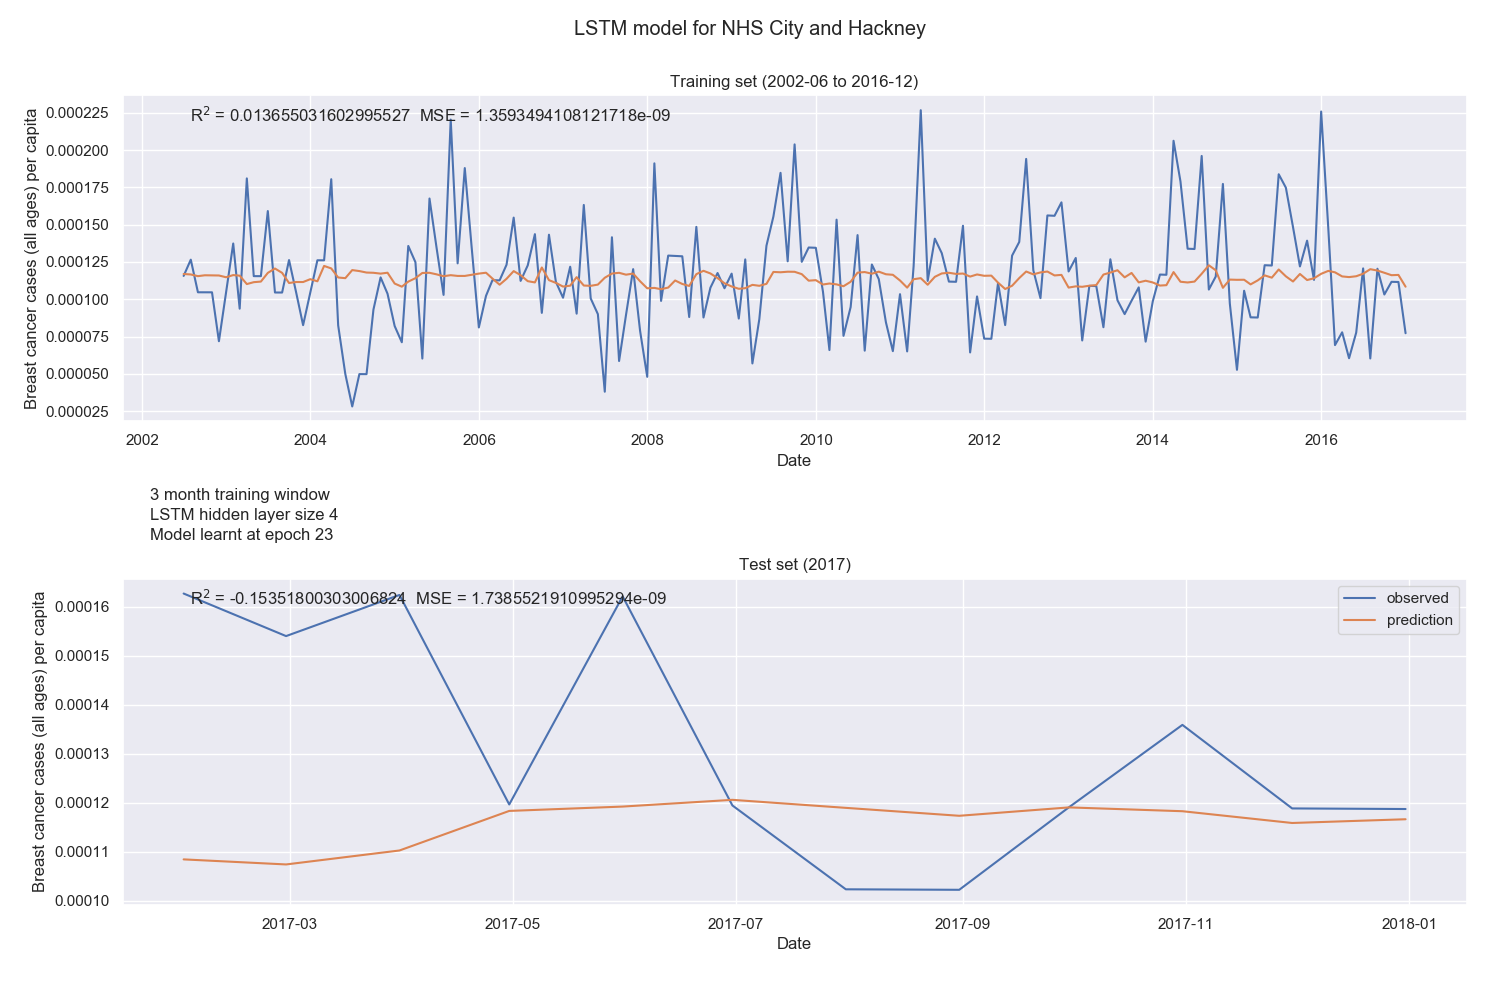 LSTM model for NHS City and Hackney
Training set (2002-06 to 2016-12)
R² = 0.013655031602995527 MSE = 1.3593494108121718e-09
Breast cancer cases (all ages) per capita
0.000225
0.000200
0.000175
0.000150
0.000125
0.000100
0.000075
0.000050
0.000025
2002 2004 2006 2008 2010 2012 2014 2016
Date
3 month training window
LSTM hidden layer size 4
Model learnt at epoch 23
Test set (2017)
R² = -0.15351800303006824 MSE = 1.7385521910995294e-09
observed
prediction
Breast cancer cases (all ages) per capita
0.00016
0.00015
0.00014
0.00013
0.00012
0.00011
0.00010
2017-03 2017-05 2017-07 2017-09 2017-11 2018-01
Date